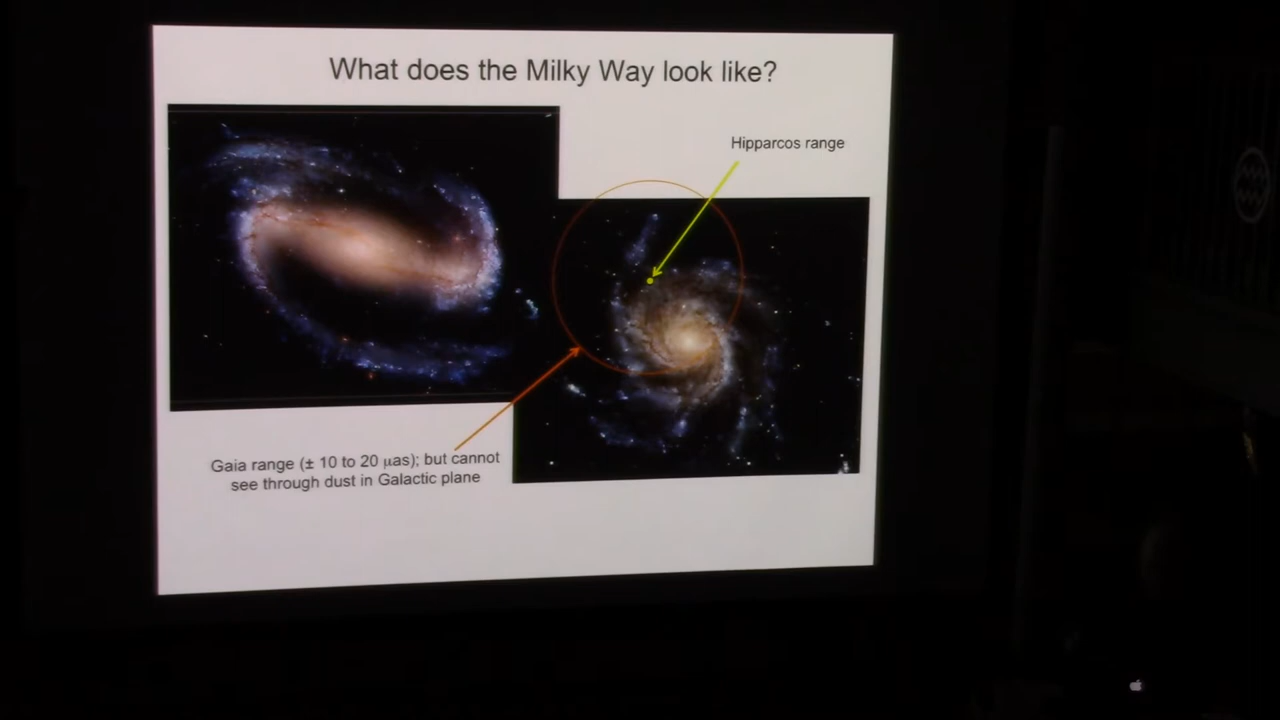 What does the Milky Way look like?
Hipparcos range
Gaia range (± 10 to 20 μas); but cannot
see through dust in Galactic plane